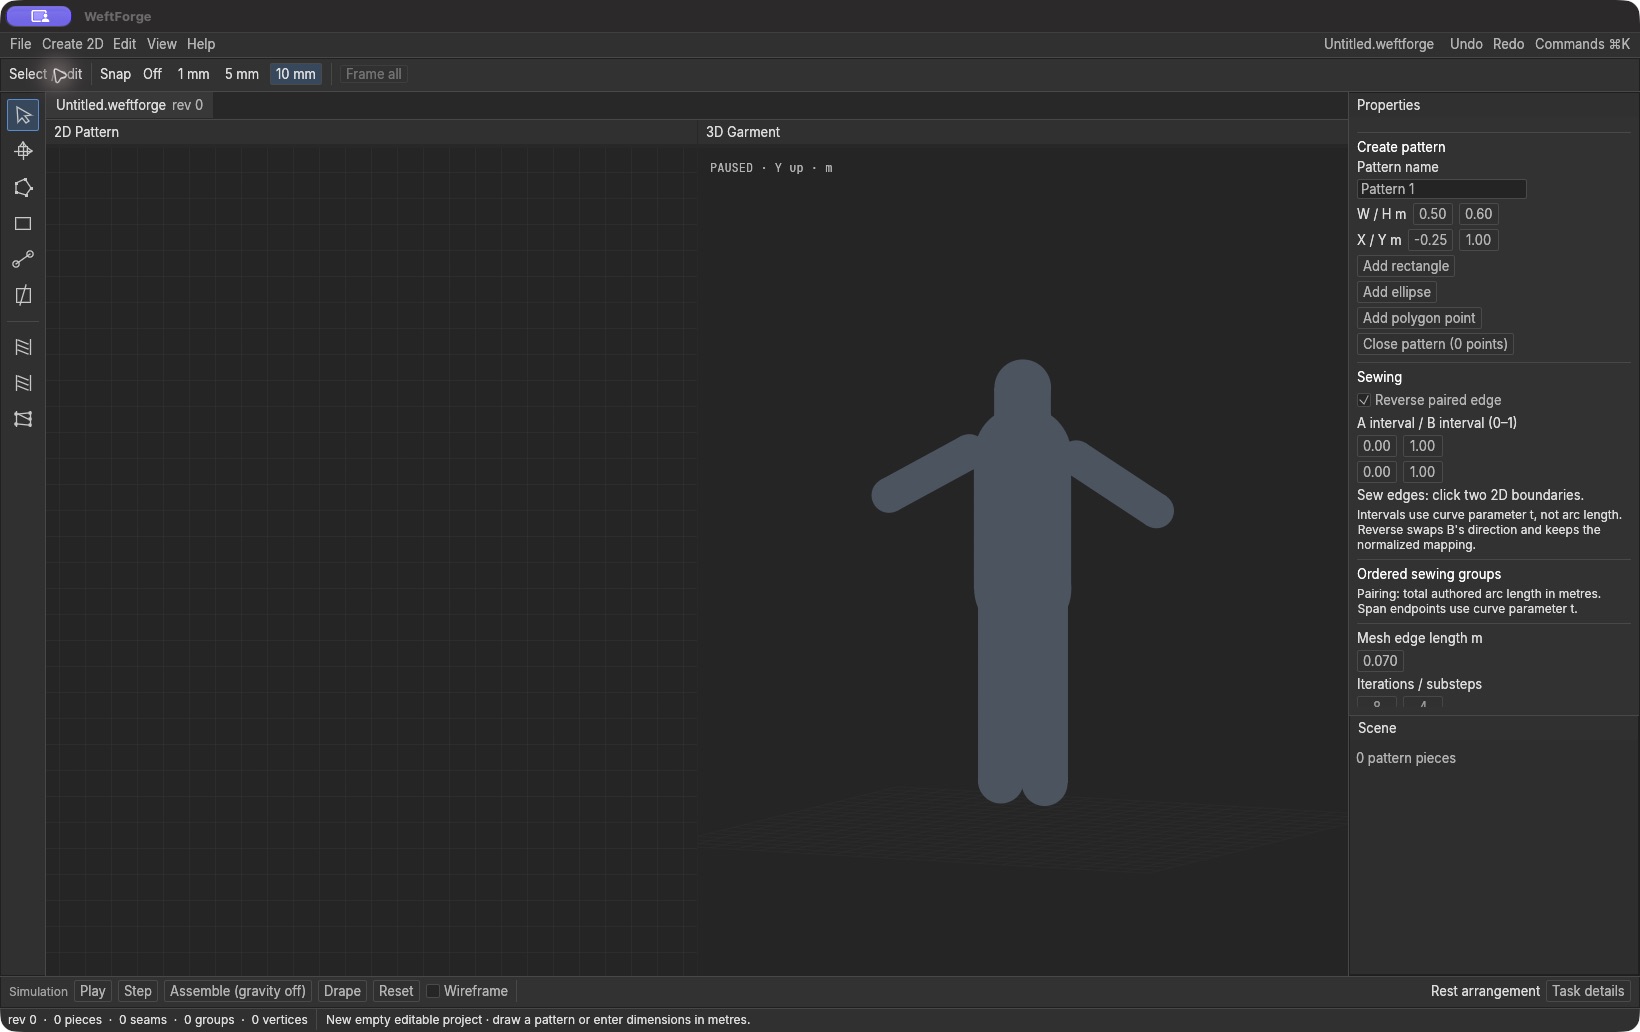 WeftForge
File Create 2D Edit View Help Untitled.weftforge Undo Redo Commands ⌘K
Select / Edit Snap Off 1 mm 5 mm 10 mm Frame all
Untitled.weftforge rev 0
Properties
2D Pattern
3D Garment
PAUSED · Y up · m
Create pattern
Pattern name
Pattern 1
W / H m 0.50 0.60
X / Y m -0.25 1.00
Add rectangle
Add ellipse
Add polygon point
Close pattern (0 points)
Sewing
Reverse paired edge
A interval / B interval (0–1)
0.00 1.00
0.00 1.00
Sew edges: click two 2D boundaries.
Intervals use curve parameter t, not arc length.
Reverse swaps B's direction and keeps the
normalized mapping.
Ordered sewing groups
Pairing: total authored arc length in metres.
Span endpoints use curve parameter t.
Mesh edge length m
0.070
Iterations / substeps
8 4
Scene
0 pattern pieces
Simulation Play Step Assemble (gravity off) Drape Reset Wireframe Rest arrangement Task details
rev 0 · 0 pieces · 0 seams · 0 groups · 0 vertices New empty editable project · draw a pattern or enter dimensions in metres.